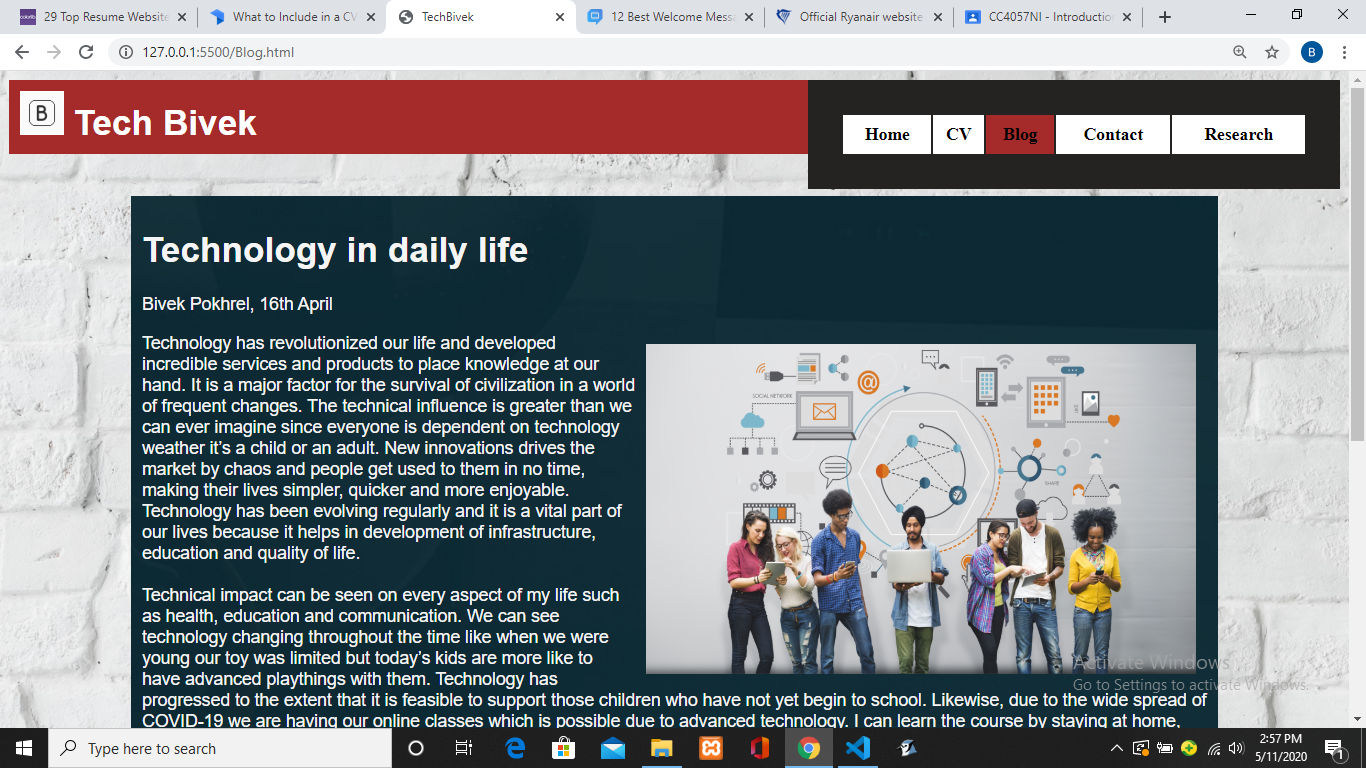 29 Top Resume Website
What to Include in a CV
TechBivek
12 Best Welcome Messa
Official Ryanair website
CC4057NI - Introduction
127.0.0.1:5500/Blog.html
B
B
Tech Bivek
Home
CV
Blog
Contact
Research
Technology in daily life
Bivek Pokhrel, 16th April
Technology has revolutionized our life and developed
incredible services and products to place knowledge at our
hand. It is a major factor for the survival of civilization in a world
of frequent changes. The technical influence is greater than we
can ever imagine since everyone is dependent on technology
weather it's a child or an adult. New innovations drives the
market by chaos and people get used to them in no time,
making their lives simpler, quicker and more enjoyable.
Technology has been evolving regularly and it is a vital part of
our lives because it helps in development of infrastructure,
education and quality of life.
SOCIAL NETWORK
@
SHARE
Technical impact can be seen on every aspect of my life such
as health, education and communication. We can see
technology changing throughout the time like when we were
young our toy was limited but today's kids are more like to
have advanced playthings with them. Technology has
progressed to the extent that it is feasible to support those children who have not yet begin to school. Likewise, due to the wide spread of
COVID-19 we are having our online classes which is possible due to advanced technology. I can learn the course by staying at home,
Activate Windows
Go to Settings to activate Windows.
Type here to search
2:57 PM
5/11/2020
1